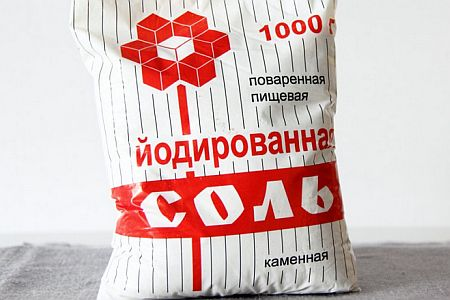 1000 г
поваренная
пищевая
йодированная
СОЛЬ
каменная